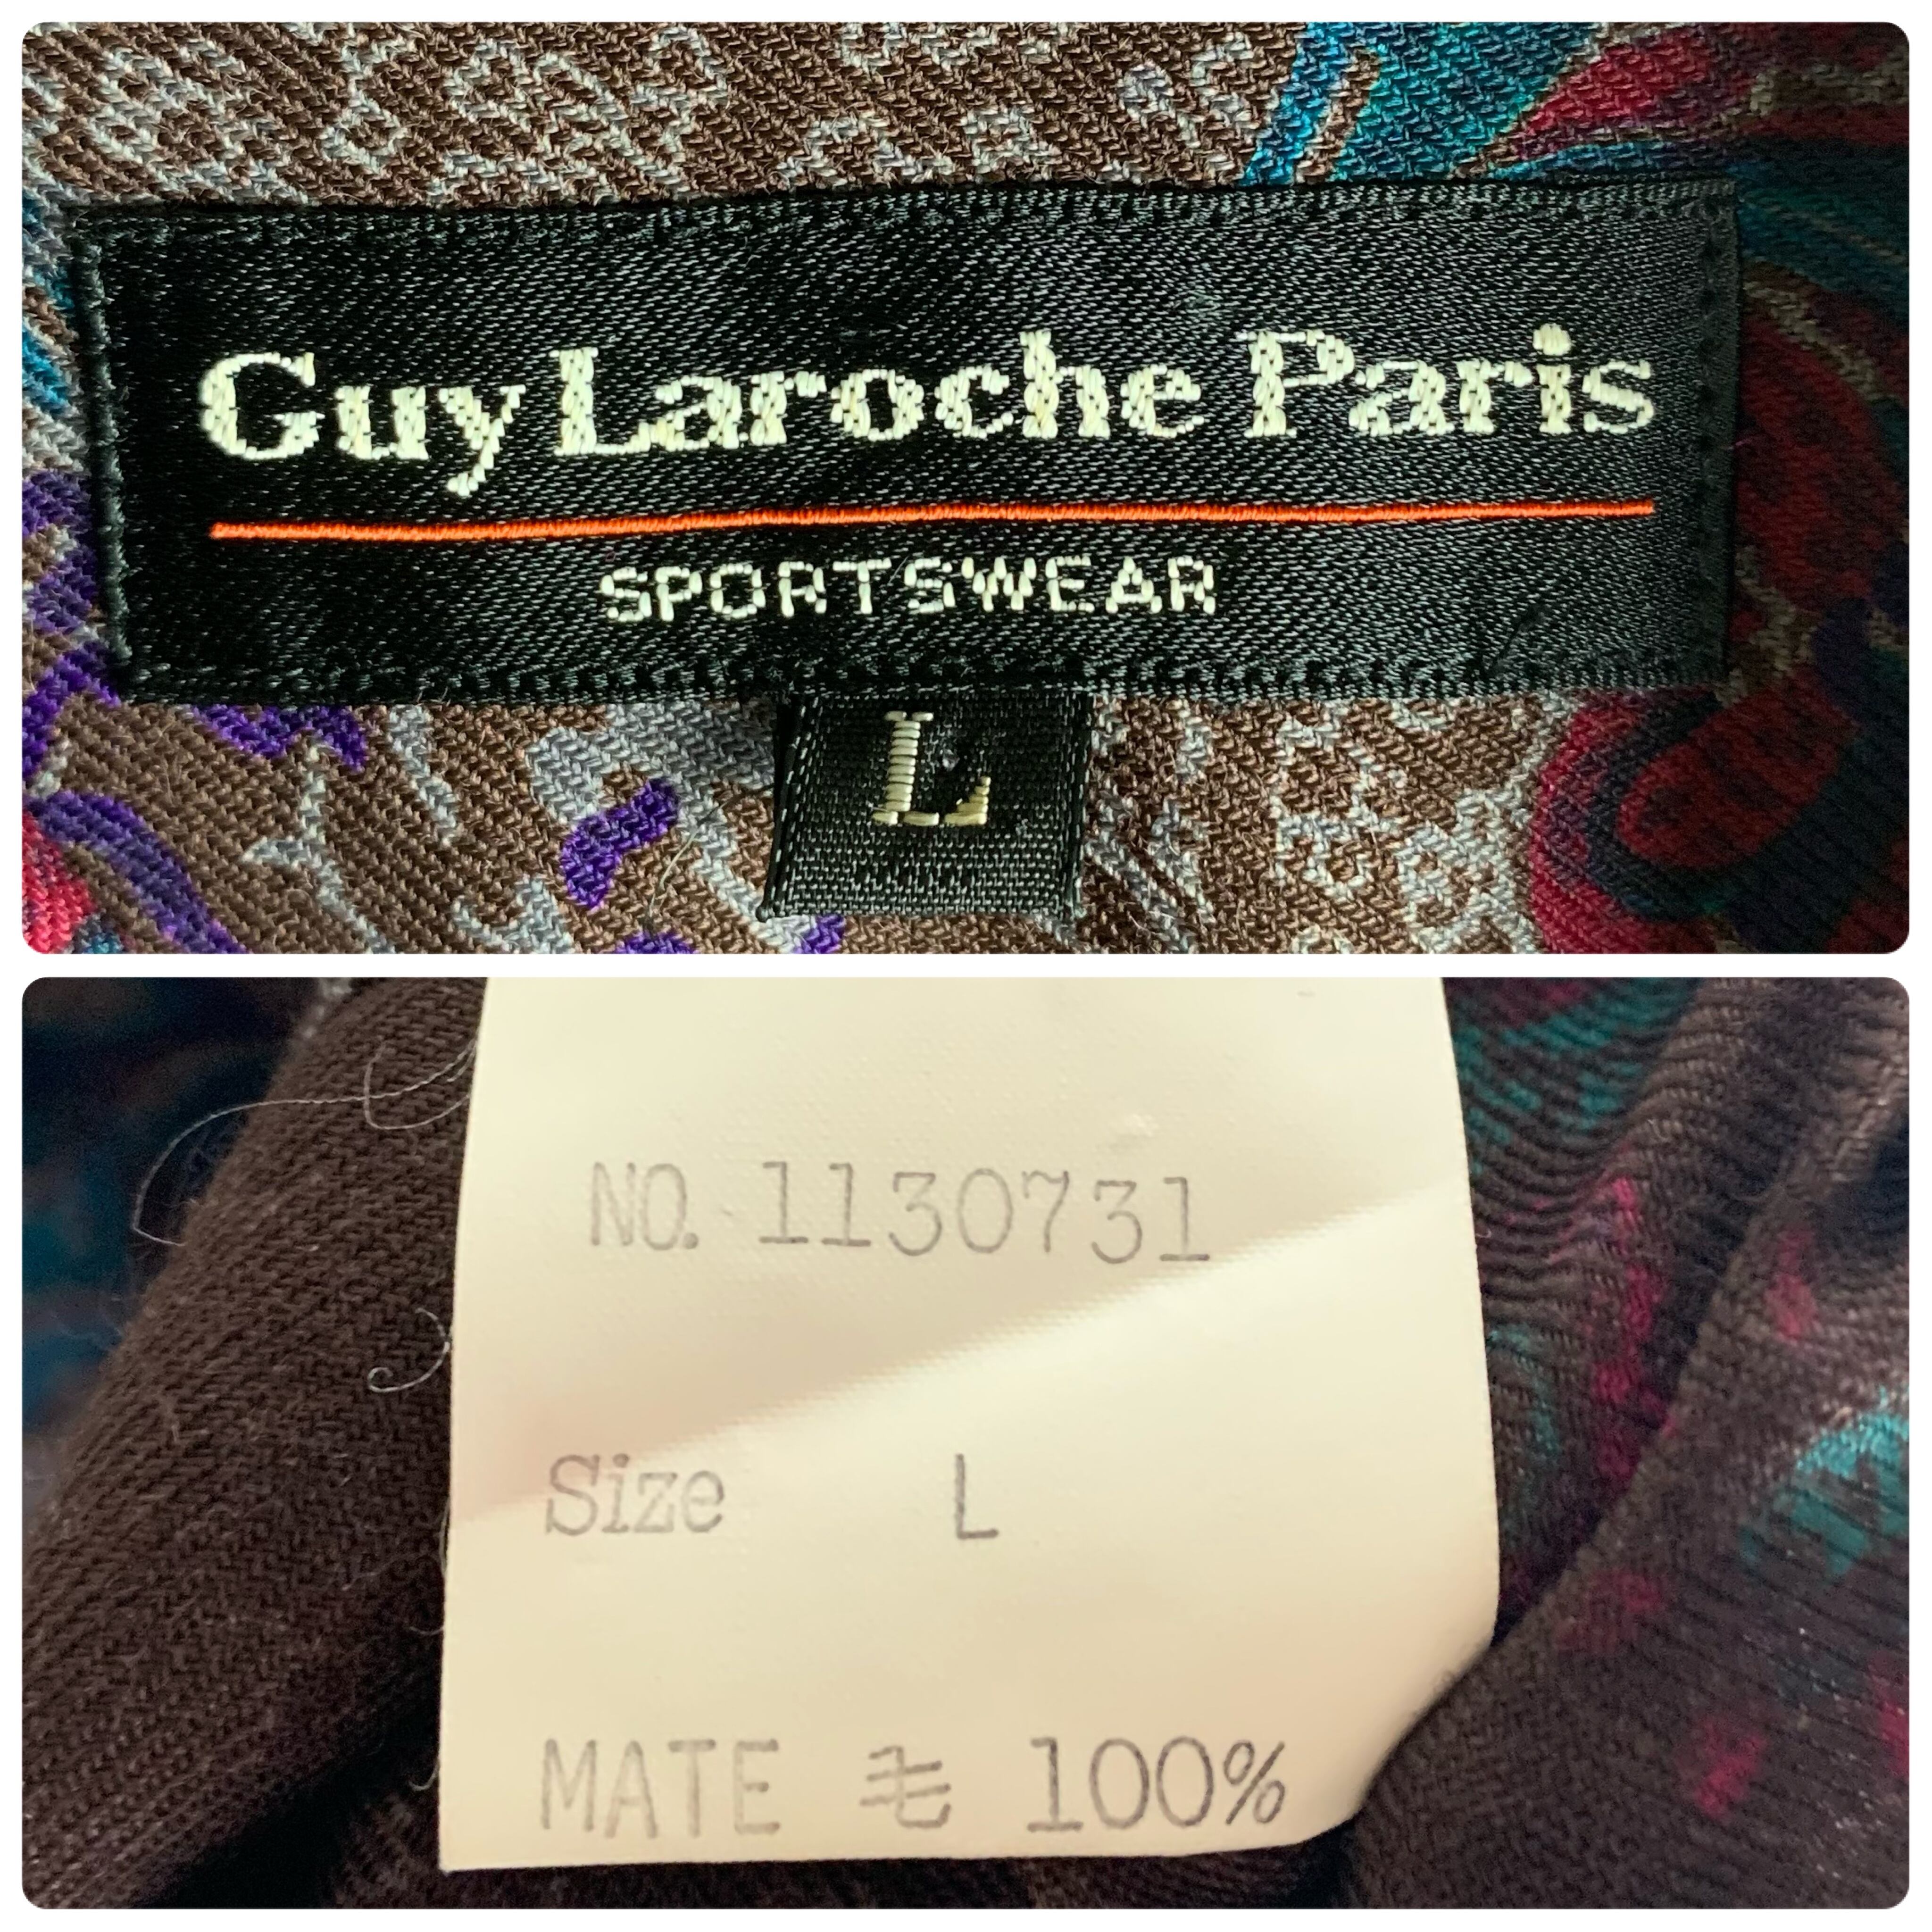 Guy Laroche Paris
SPORTSWEAR
L
NO. 1130731
Size L
MATE 毛 100%